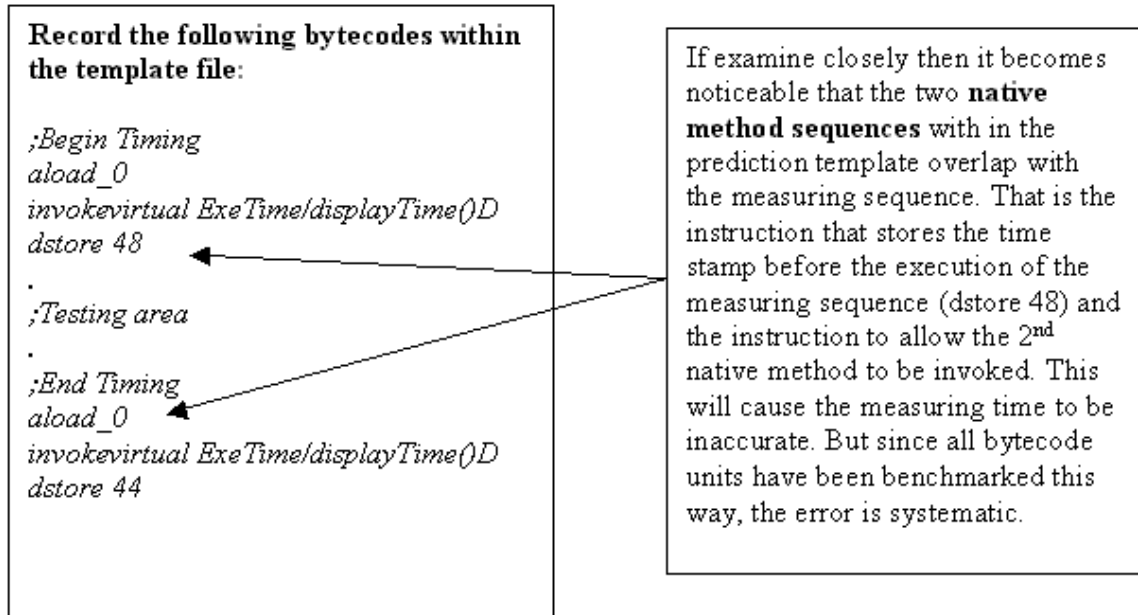 Record the following bytecodes within
the template file:
;Begin Timing
aload_0
invokevirtual ExeTime/displayTime()D
dstore 48
.
;Testing area
.
;End Timing
aload_0
invokevirtual ExeTime/displayTime()D
dstore 44
If examine closely then it becomes
noticeable that the two native
method sequences with in the
prediction template overlap with
the measuring sequence. That is the
instruction that stores the time
stamp before the execution of the
measuring sequence (dstore 48) and
the instruction to allow the 2nd
native method to be invoked. This
will cause the measuring time to be
inaccurate. But since all bytecode
units have been benchmarked this
way, the error is systematic.